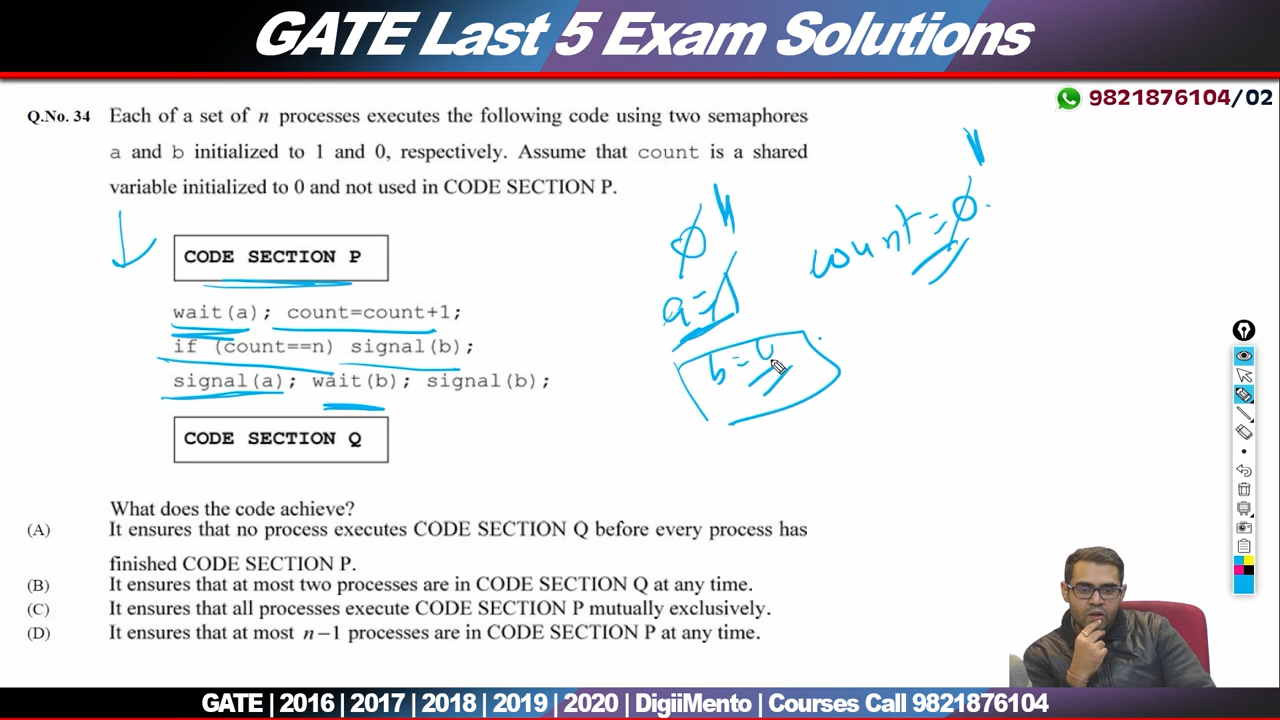 GATE Last 5 Exam Solutions
9821876104/02
Q.No. 34 Each of a set of n processes executes the following code using two semaphores
a and b initialized to 1 and 0, respectively. Assume that count is a shared
variable initialized to 0 and not used in CODE SECTION P.
CODE SECTION P
wait(a); count=count+1;
if (count==n) signal(b);
signal(a); wait(b); signal(b);
CODE SECTION Q
count=0
0
a=1
b=0
What does the code achieve?
(A) It ensures that no process executes CODE SECTION Q before every process has
finished CODE SECTION P.
(B) It ensures that at most two processes are in CODE SECTION Q at any time.
(C) It ensures that all processes execute CODE SECTION P mutually exclusively.
(D) It ensures that at most n−1 processes are in CODE SECTION P at any time.
GATE | 2016 | 2017 | 2018 | 2019 | 2020 | DigiiMento | Courses Call 9821876104